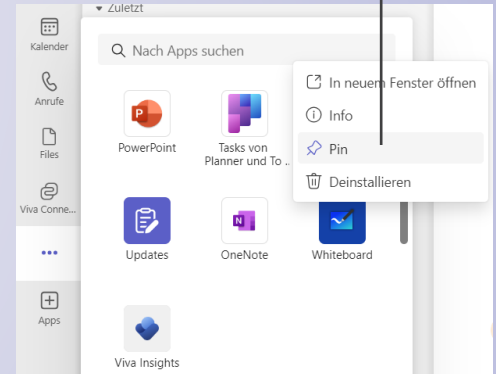 Zuletzt
Kalender
Anrufe
Files
Viva Conne...
Apps
Nach Apps suchen
PowerPoint
Tasks von
Planner und To ..
Updates
OneNote
Whiteboard
Viva Insights
In neuem Fenster öffnen
Info
Pin
Deinstallieren